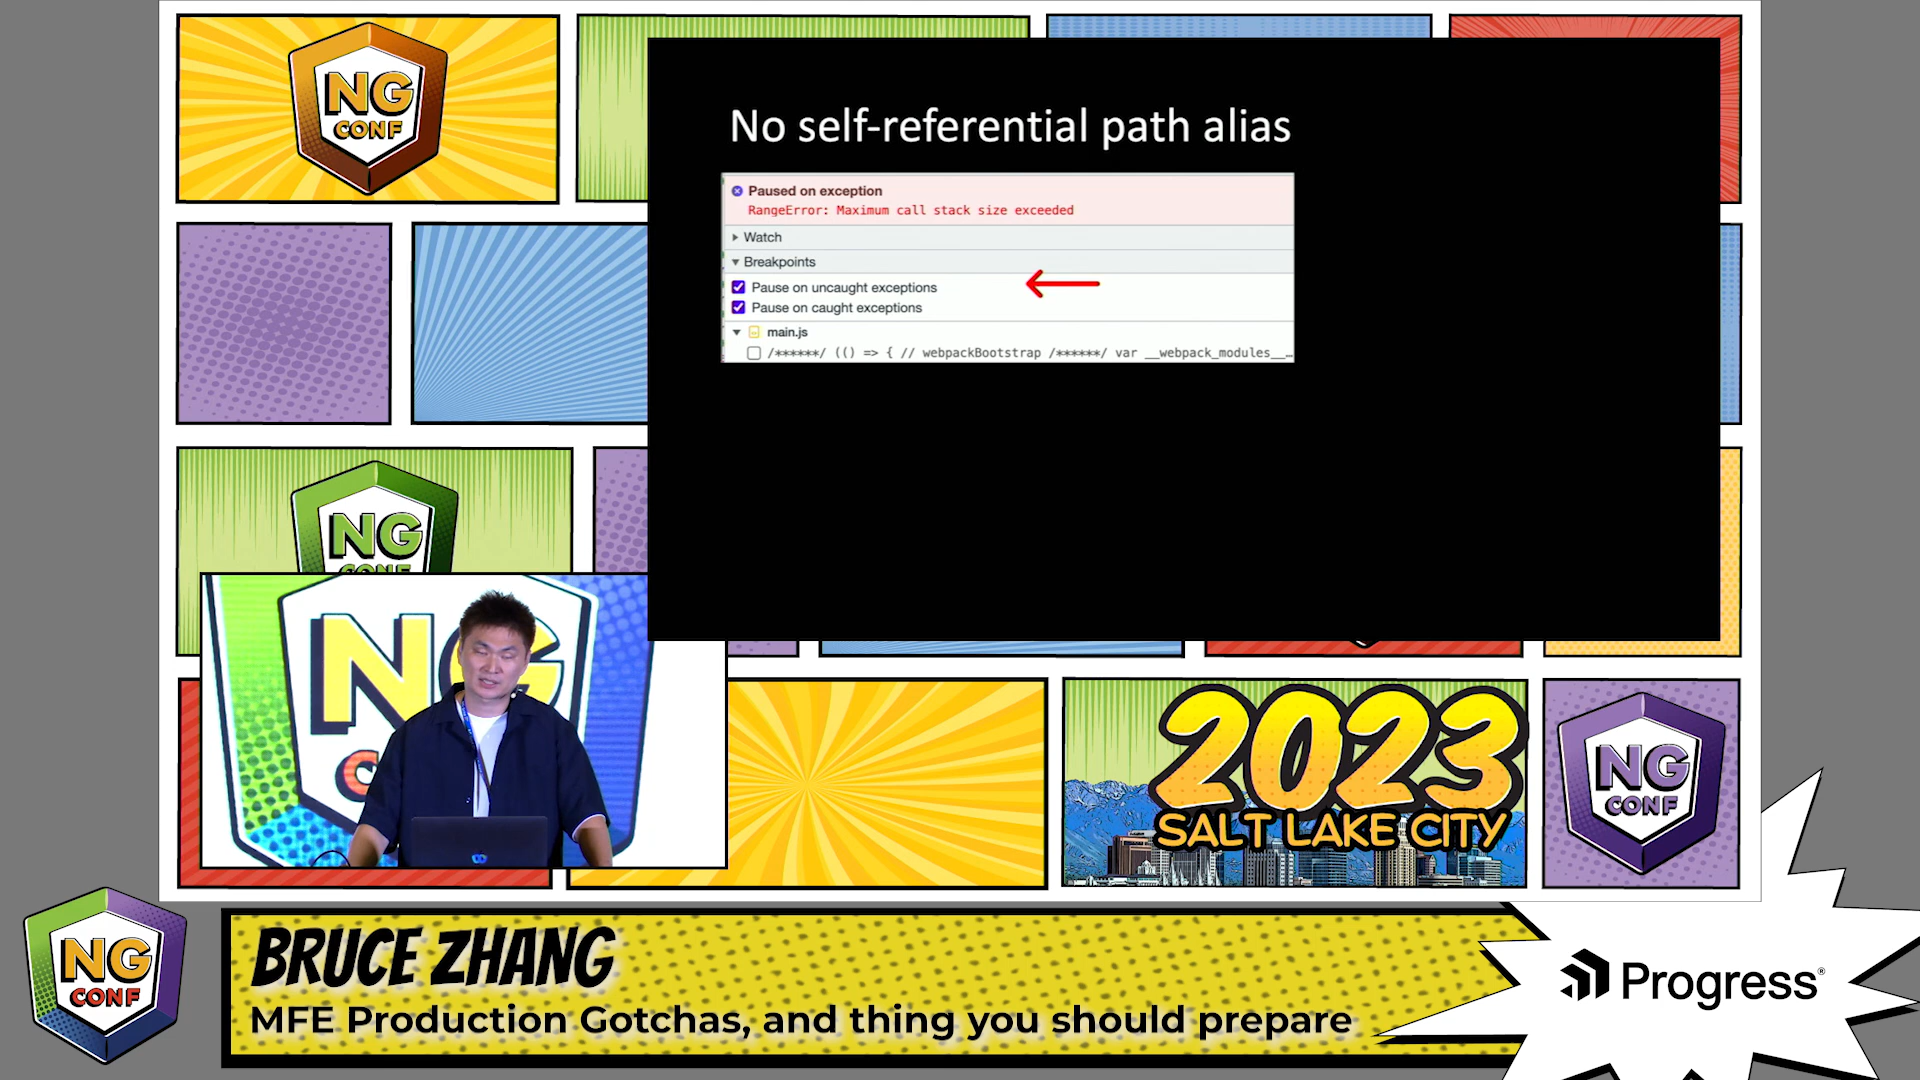 NG
CONF
No self-referential path alias
Paused on exception
RangeError: Maximum call stack size exceeded
Watch
Breakpoints
Pause on uncaught exceptions
Pause on caught exceptions
main.js
/******/ (() => { // webpackBootstrap /******/ var __webpack_modules__…
NG
CONF
NG
2023
SALT LAKE CITY
NG
CONF
NG
CONF
BRUCE ZHANG
MFE Production Gotchas, and thing you should prepare
Progress®